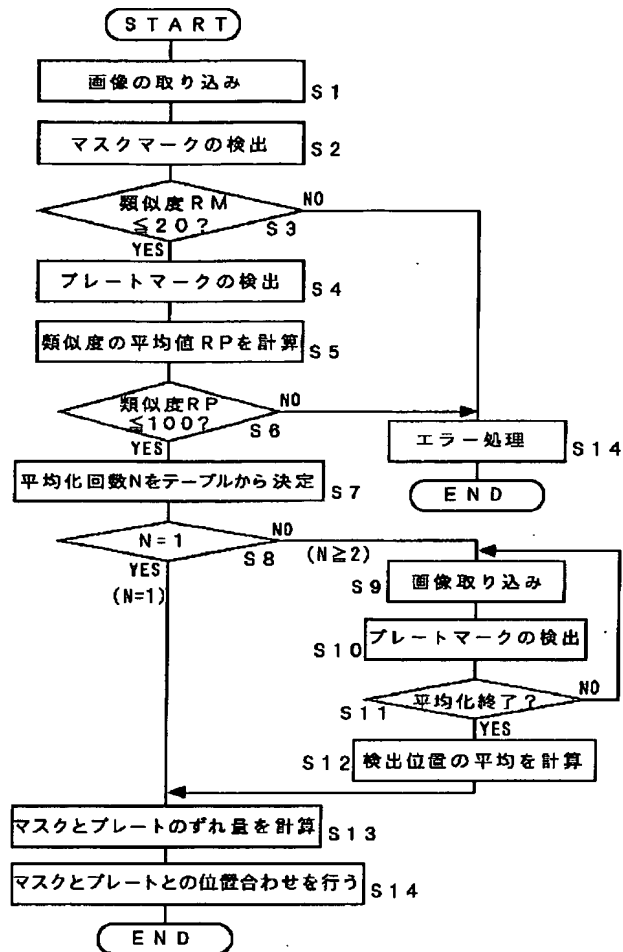 START
画像の取り込み
S1
マスクマークの検出
S2
類似度RM
≦20?
NO
S3
YES
プレートマークの検出
S4
類似度の平均値RPを計算
S5
類似度RP
≦100?
NO
S6
YES
エラー処理
S14
END
平均化回数Nをテーブルから決定
S7
N=1
NO
S8
(N≧2)
YES
(N=1)
画像取り込み
S9
プレートマークの検出
S10
平均化終了?
NO
S11
YES
検出位置の平均を計算
S12
マスクとプレートのずれ量を計算
S13
マスクとプレートとの位置合わせを行う
S14
END